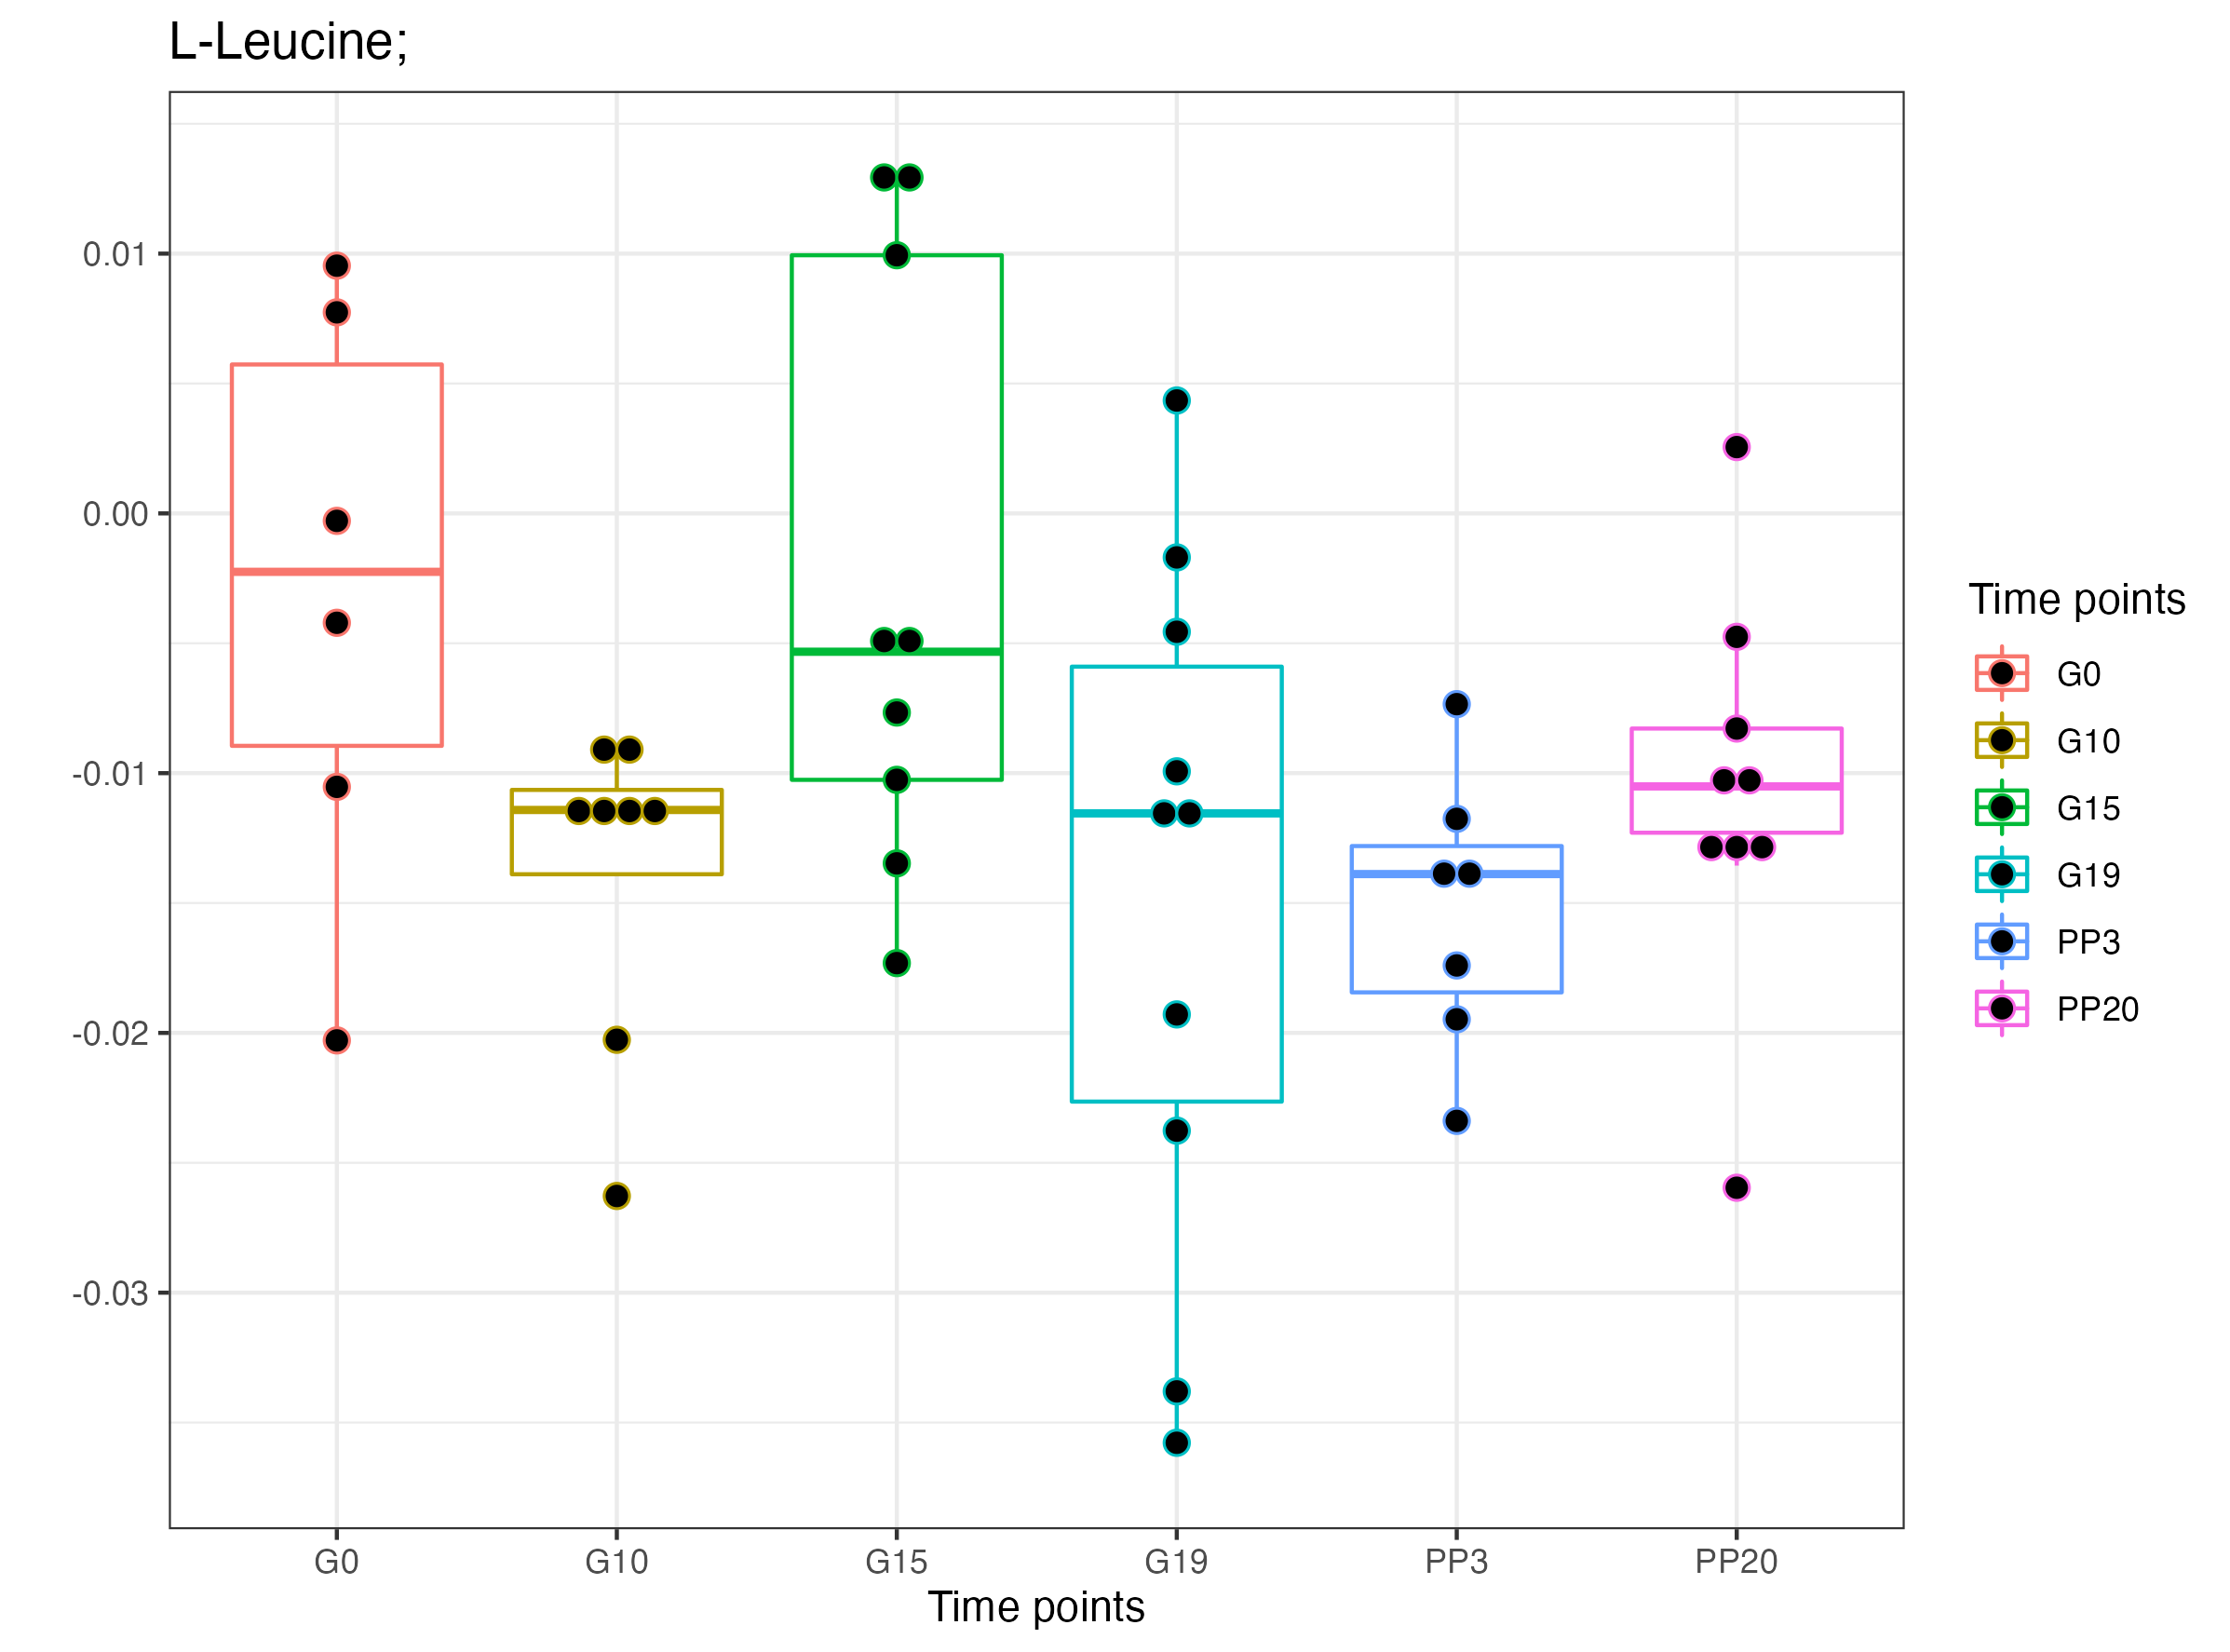 L-Leucine;
0.01
0.00
-0.01
-0.02
-0.03
G0 G10 G15 G19 PP3 PP20
Time points
Time points
G0
G10
G15
G19
PP3
PP20